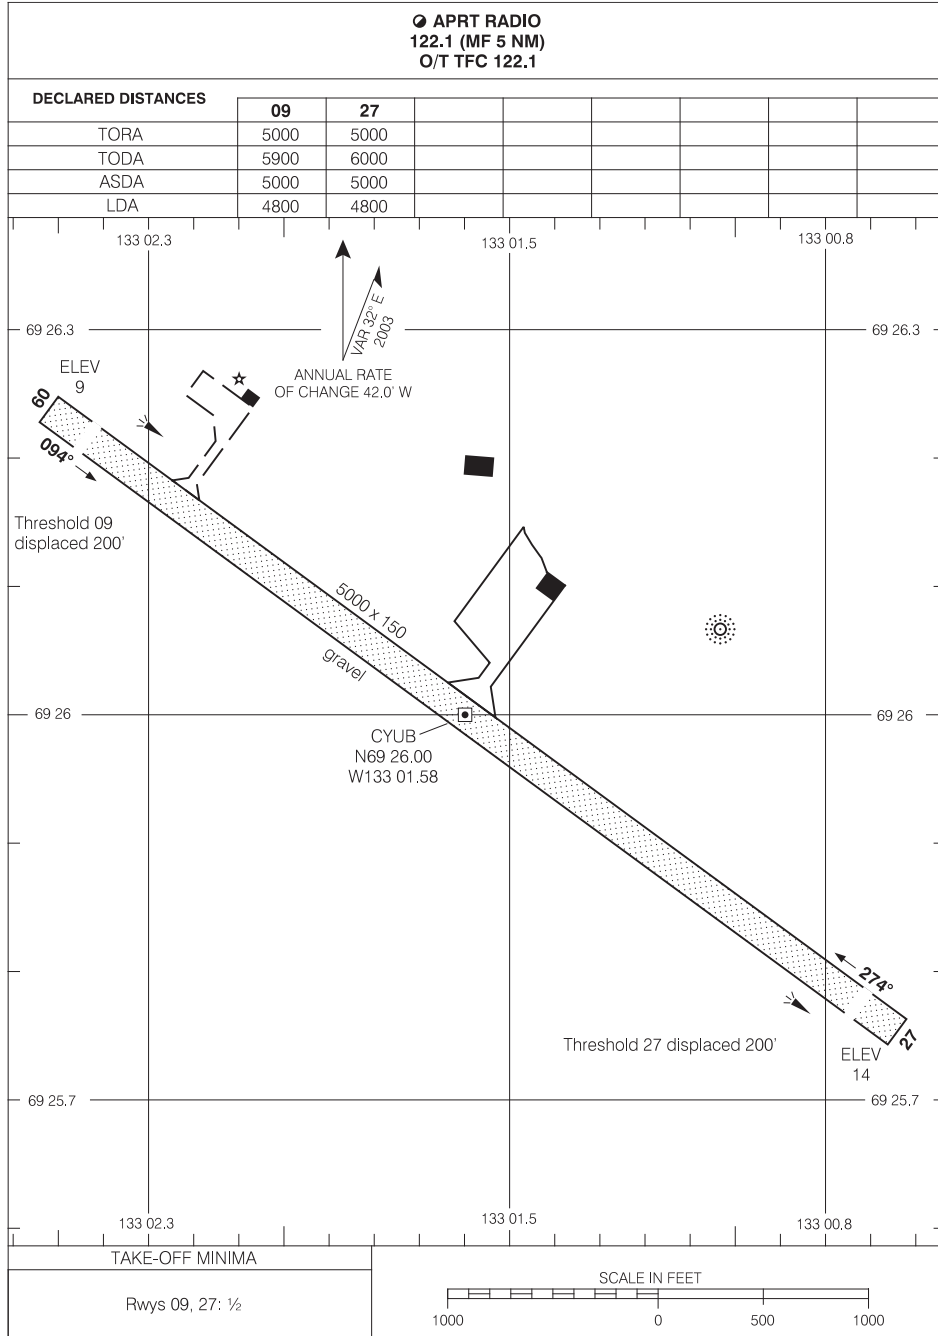 APRT RADIO
122.1 (MF 5 NM)
O/T TFC 122.1
DECLARED DISTANCES
09 27
TORA 5000 5000
TODA 5900 6000
ASDA 5000 5000
LDA 4800 4800
133 02.3 133 01.5 133 00.8
VAR 32° E
2003
69 26.3 69 26.3
ANNUAL RATE
OF CHANGE 42.0' W
ELEV
9
09
094°
Threshold 09
displaced 200'
5000 x 150
gravel
69 26 69 26
CYUB
N69 26.00
W133 01.58
274°
27
Threshold 27 displaced 200'
ELEV
14
69 25.7 69 25.7
133 02.3 133 01.5 133 00.8
TAKE-OFF MINIMA
Rwys 09, 27: ½
SCALE IN FEET
1000 0 500 1000